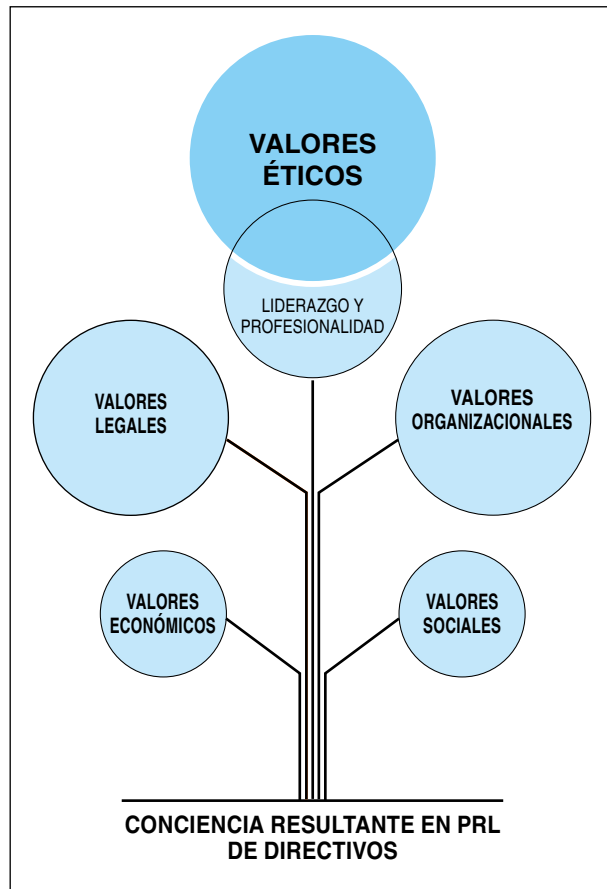 VALORES
ÉTICOS
LIDERAZGO Y
PROFESIONALIDAD
VALORES
LEGALES
VALORES
ORGANIZACIONALES
VALORES
ECONÓMICOS
VALORES
SOCIALES
CONCIENCIA RESULTANTE EN PRL
DE DIRECTIVOS